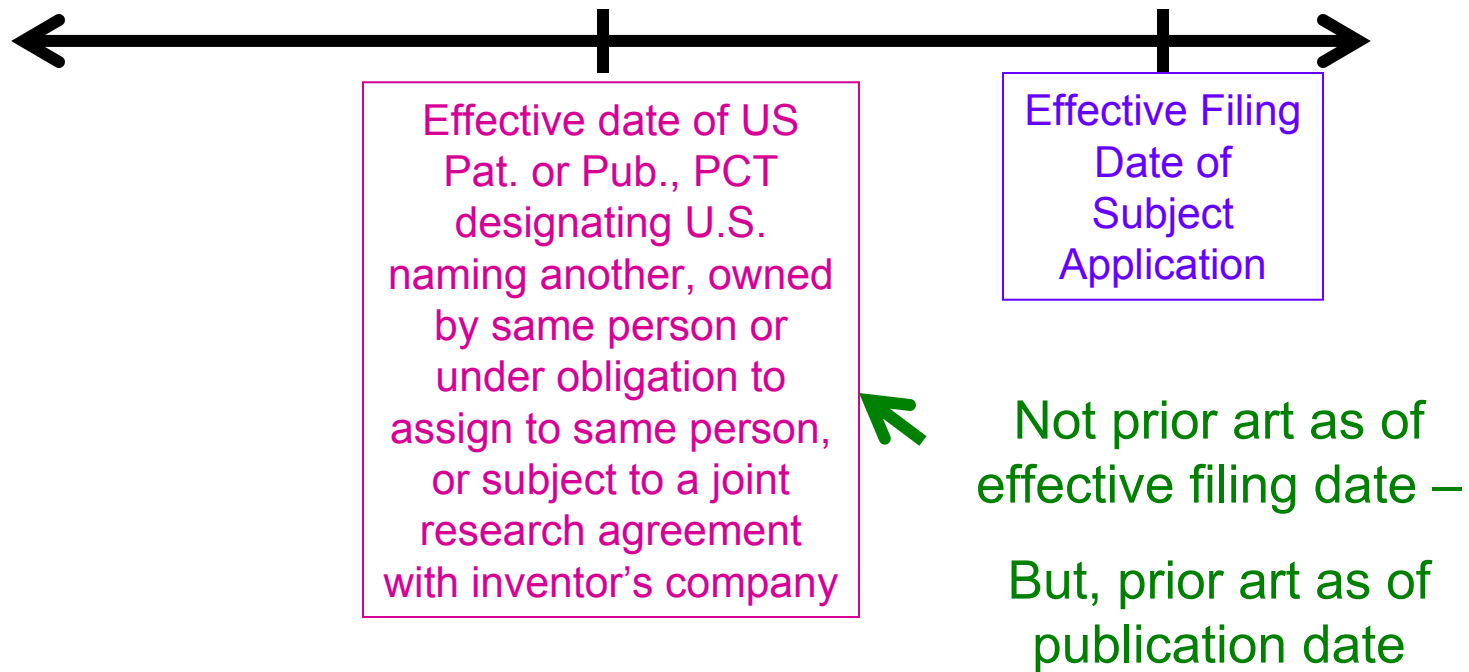 Effective date of US
Pat. or Pub., PCT
designating U.S.
naming another, owned
by same person or
under obligation to
assign to same person,
or subject to a joint
research agreement
with inventor’s company
Effective Filing
Date of
Subject
Application
Not prior art as of
effective filing date –
But, prior art as of
publication date